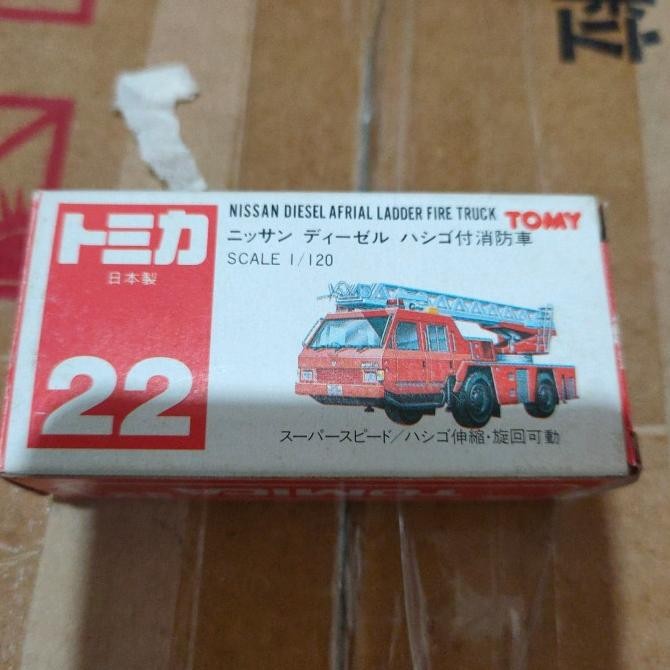 NISSAN DIESEL AFRIAL LADDER FIRE TRUCK TOMY
トミカ
ニッサン ディーゼル ハシゴ付消防車
日本製
SCALE 1/120
22
スーパースピード/ハシゴ伸縮・旋回可動
TOMICA